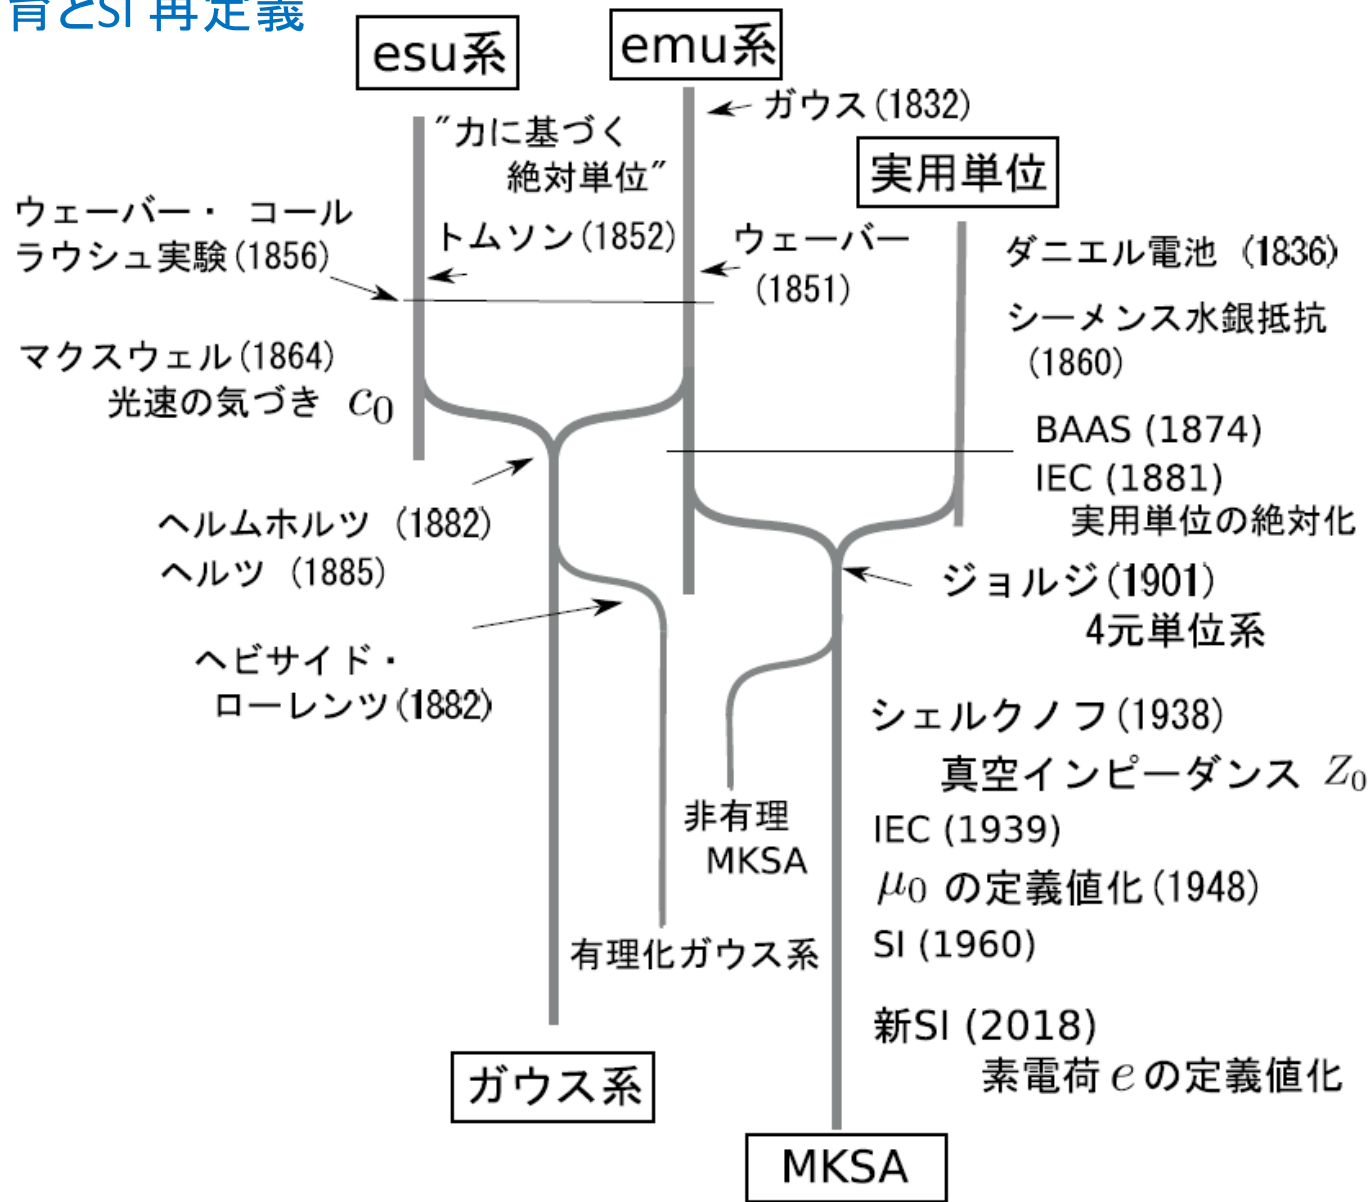 育とSI 再定義
esu系
emu系
ガウス(1832)
"力に基づく
絶対単位"
実用単位
ウェーバー・ コール
ラウシュ実験(1856)
トムソン(1852)
ウェーバー
(1851)
ダニエル電池 (1836)
シーメンス水銀抵抗
(1860)
マクスウェル(1864)
光速の気づき c₀
BAAS (1874)
IEC (1881)
実用単位の絶対化
ヘルムホルツ (1882)
ヘルツ (1885)
ジョルジ(1901)
4元単位系
ヘビサイド・
ローレンツ(1882)
シェルクノフ(1938)
真空インピーダンス Z₀
非有理
MKSA
IEC (1939)
μ₀ の定義値化(1948)
有理化ガウス系
SI (1960)
新SI (2018)
素電荷 e の定義値化
ガウス系
MKSA